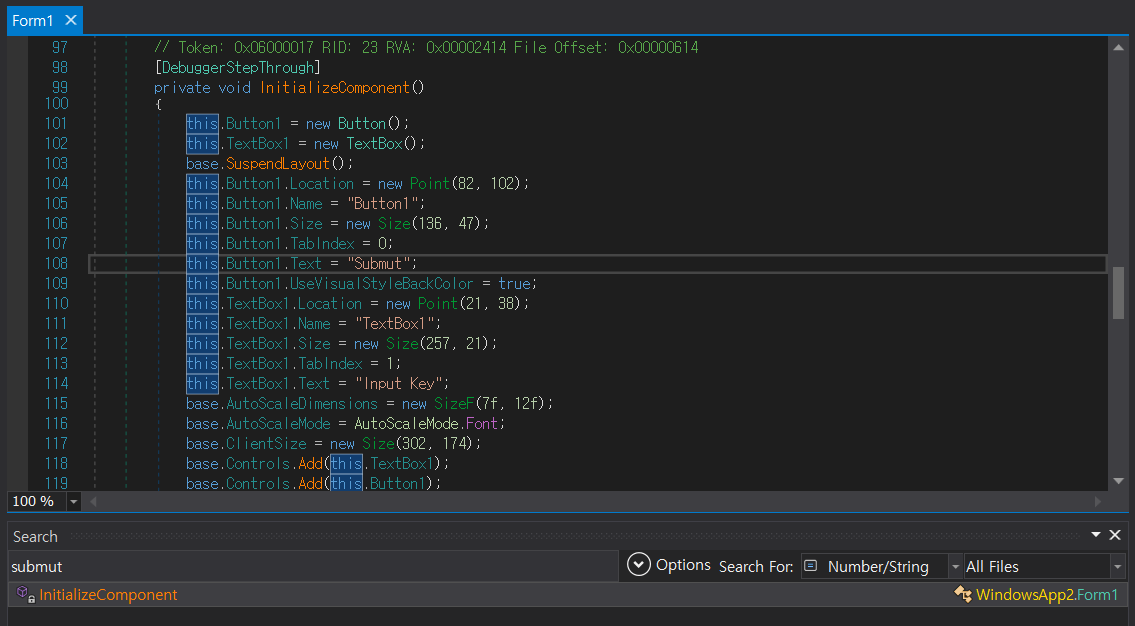 Form1
97 // Token: 0x06000017 RID: 23 RVA: 0x00002414 File Offset: 0x00000614
98 [DebuggerStepThrough]
99 private void InitializeComponent()
100 {
101 this.Button1 = new Button();
102 this.TextBox1 = new TextBox();
103 base.SuspendLayout();
104 this.Button1.Location = new Point(82, 102);
105 this.Button1.Name = "Button1";
106 this.Button1.Size = new Size(136, 47);
107 this.Button1.TabIndex = 0;
108 this.Button1.Text = "Submut";
109 this.Button1.UseVisualStyleBackColor = true;
110 this.TextBox1.Location = new Point(21, 38);
111 this.TextBox1.Name = "TextBox1";
112 this.TextBox1.Size = new Size(257, 21);
113 this.TextBox1.TabIndex = 1;
114 this.TextBox1.Text = "Input Key";
115 base.AutoScaleDimensions = new SizeF(7f, 12f);
116 base.AutoScaleMode = AutoScaleMode.Font;
117 base.ClientSize = new Size(302, 174);
118 base.Controls.Add(this.TextBox1);
119 base.Controls.Add(this.Button1);
100 %
Search
submut Options Search For: Number/String All Files
InitializeComponent WindowsApp2.Form1